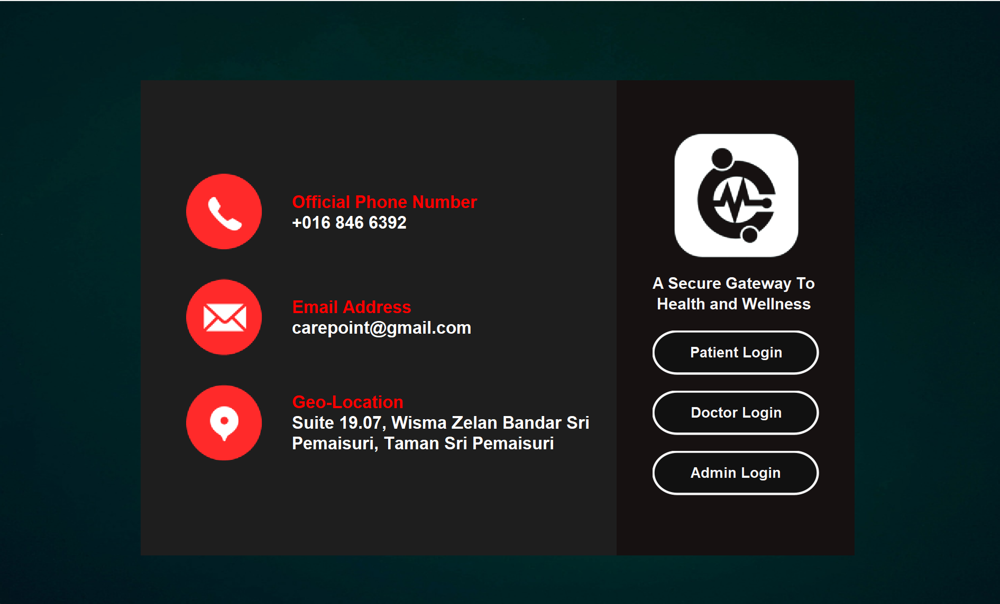 Official Phone Number
+016 846 6392
Email Address
carepoint@gmail.com
Geo-Location
Suite 19.07, Wisma Zelan Bandar Sri
Pemaisuri, Taman Sri Pemaisuri
A Secure Gateway To
Health and Wellness
Patient Login
Doctor Login
Admin Login